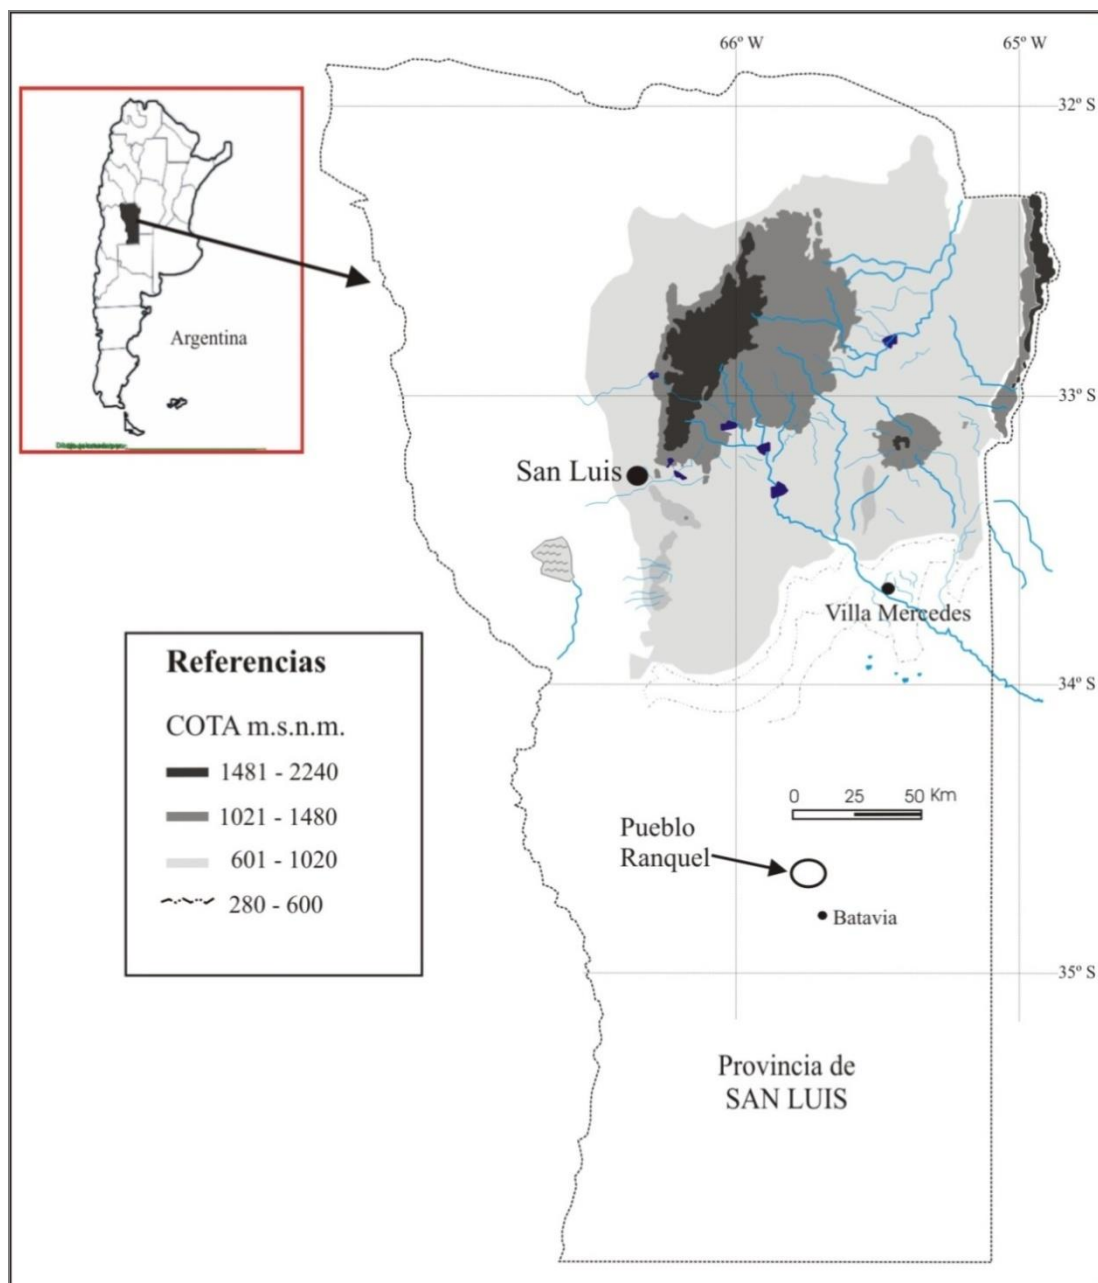 66º W
65º W
32º S
Argentina
33º S
San Luis
Villa Mercedes
Referencias
COTA m.s.n.m.
1481 - 2240
1021 - 1480
601 - 1020
280 - 600
34º S
0 25 50 Km
Pueblo
Ranquel
Batavia
35º S
Provincia de
SAN LUIS